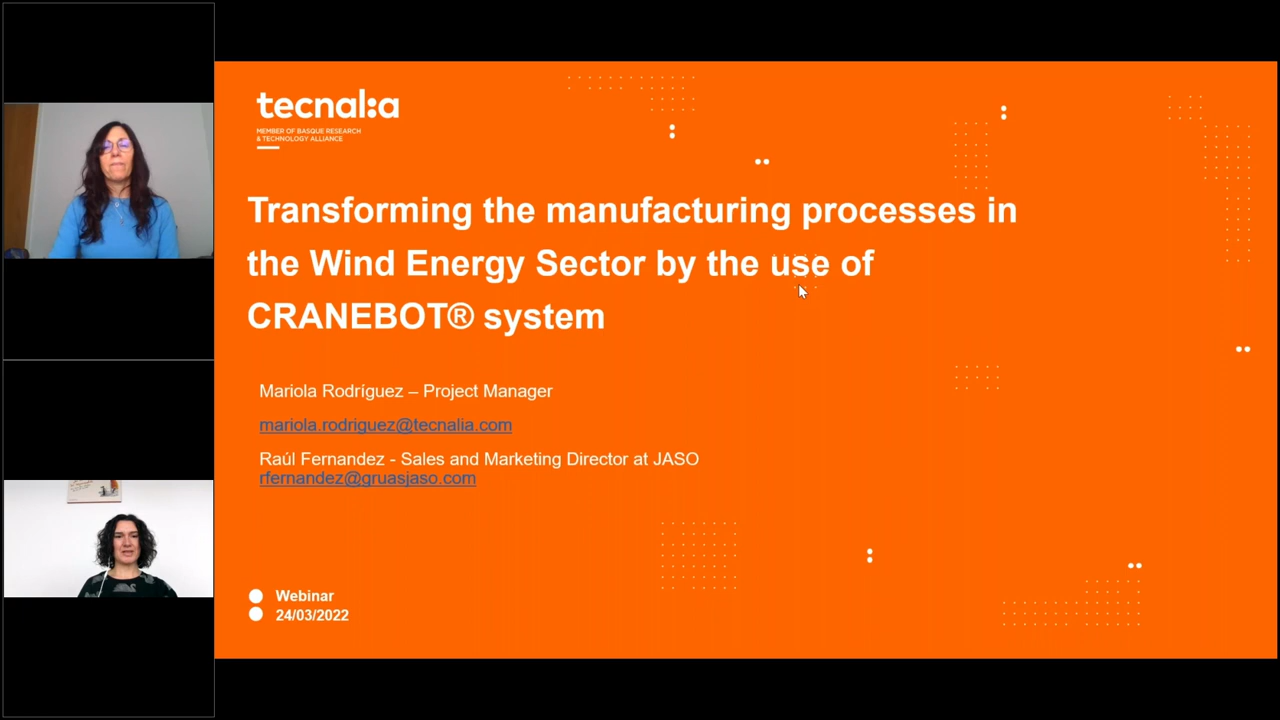 tecnalia
MEMBER OF BASQUE RESEARCH
& TECHNOLOGY ALLIANCE
Transforming the manufacturing processes in
the Wind Energy Sector by the use of
CRANEBOT® system
Mariola Rodríguez – Project Manager
mariola.rodriguez@tecnalia.com
Raúl Fernandez - Sales and Marketing Director at JASO
rfernandez@gruasjaso.com
Webinar
24/03/2022